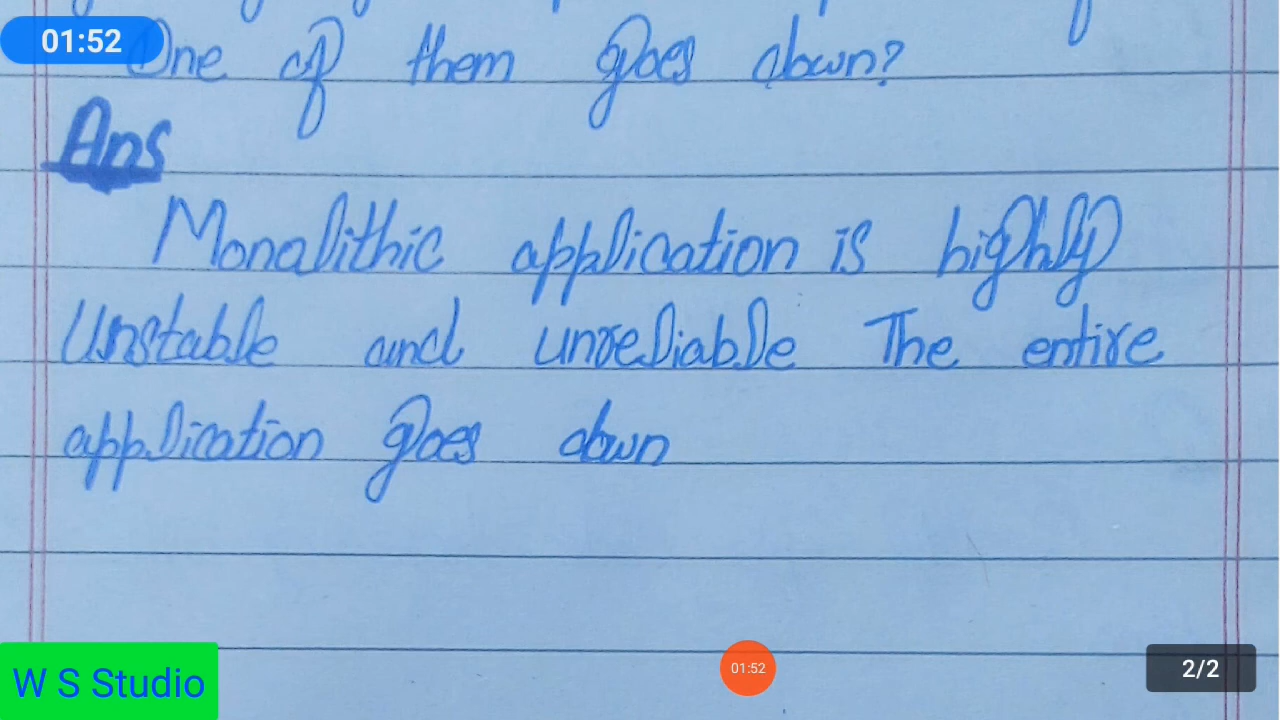 01:52
One of them goes down?
Ans
Monalithic application is highly
Unstable and unreliable The entire
application goes down
W S Studio
01:52
2/2